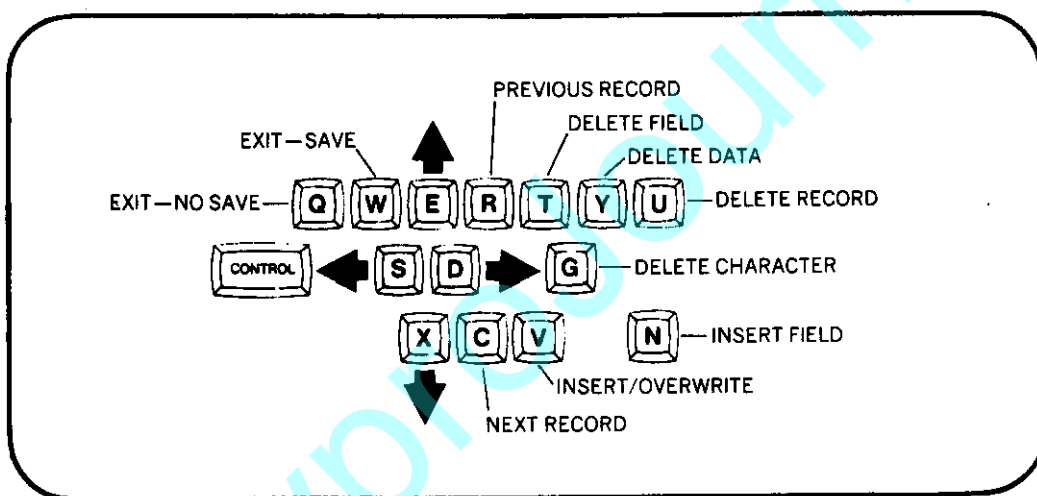 PREVIOUS RECORD
DELETE FIELD
EXIT—SAVE
DELETE DATA
EXIT—NO SAVE
Q W E R T Y U
DELETE RECORD
CONTROL
S D
G
DELETE CHARACTER
X C V
N
INSERT FIELD
INSERT/OVERWRITE
NEXT RECORD